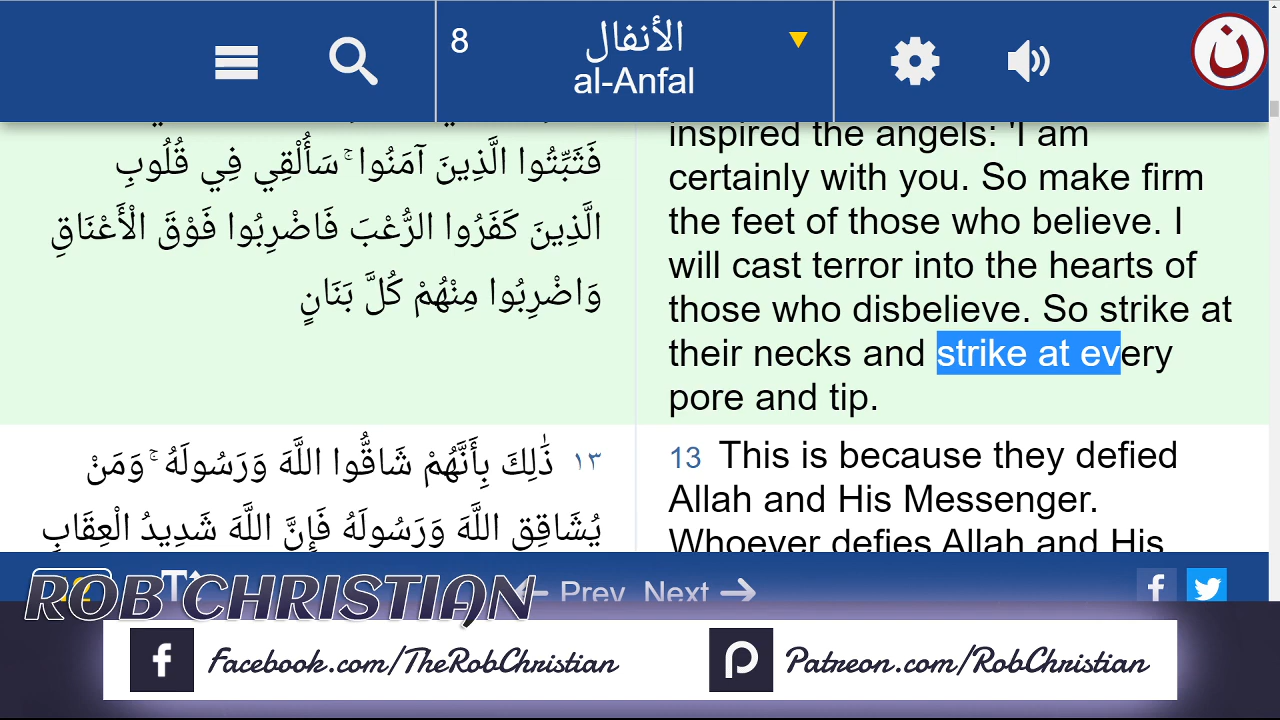 8
الأنفال
al-Anfal
ن
فَثَبِّتُوا الَّذِينَ آمَنُوا ۚ سَأُلْقِي فِي قُلُوبِ
الَّذِينَ كَفَرُوا الرُّعْبَ فَاضْرِبُوا فَوْقَ الْأَعْنَاقِ
وَاضْرِبُوا مِنْهُمْ كُلَّ بَنَانٍ
inspired the angels: 'I am
certainly with you. So make firm
the feet of those who believe. I
will cast terror into the hearts of
those who disbelieve. So strike at
their necks and strike at every
pore and tip.
١٣ ذَٰلِكَ بِأَنَّهُمْ شَاقُّوا اللَّهَ وَرَسُولَهُ ۚ وَمَنْ
يُشَاقِقِ اللَّهَ وَرَسُولَهُ فَإِنَّ اللَّهَ شَدِيدُ الْعِقَابِ
13 This is because they defied
Allah and His Messenger.
Whoever defies Allah and His
Prev Next
ROB CHRISTIAN
Facebook.com/TheRobChristian
Patreon.com/RobChristian